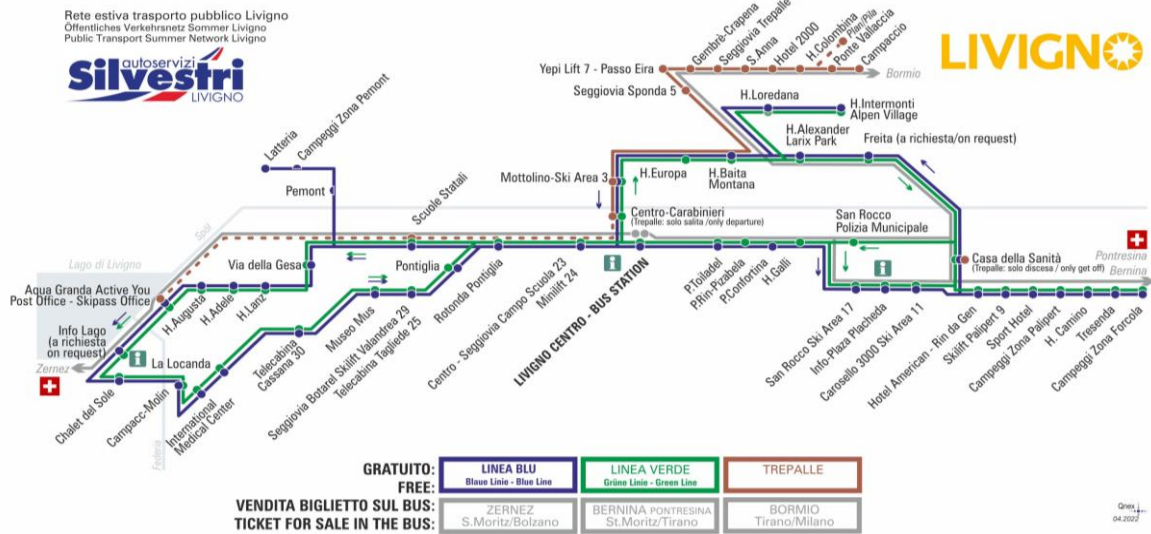 Rete estiva trasporto pubblico Livigno
Öffentliches Verkehrsnetz Sommer Livigno
Public Transport Summer Network Livigno
autoservizi
Silvestri
LIVIGNO
LIVIGNO
Gembrè-Crapena
Seggiovia Trepalle
S.Anna
Hotel 2000
H.Colombina
Plan/Pila
Ponte Vallaccia
Campaccio
Yepi Lift 7 - Passo Eira
Bormio
Seggiovia Sponda 5
H.Loredana
H.Intermonti
Alpen Village
H.Alexander
Larix Park
Freita (a richiesta/on request)
Latteria
Campeggi Zona Pemont
Pemont
Mottolino-Ski Area 3
H.Europa
H.Baita
Montana
Scuole Statali
Centro-Carabinieri
(Trepalle: solo salita /only departure)
San Rocco
Polizia Municipale
Spöl
Lago di Livigno
Via della Gesa
Pontiglia
Casa della Sanità
(Trepalle: solo discesa / only get off)
Pontresina
Bernina
Aqua Granda Active You
Post Office - Skipass Office
H.Augusta
H.Adele
H.Lanz
Info Lago
(a richiesta
on request)
Zernez
La Locanda
Chalet del Sole
Campacc-Molin
Federia
International
Medical Center
Telecabina
Cassana 30
Museo Mus
Seggiovia Botarel Skilift Valandrea 29
Telecabina Tagliede 25
Rotonda Pontiglia
Centro - Seggiovia Campo Scuola 23
Minilift 24
LIVIGNO CENTRO - BUS STATION
P.Toiladel
P.Rin-Pizabela
P.Confortina
H.Galli
San Rocco Ski Area 17
Info-Plaza Placheda
Carosello 3000 Ski Area 11
Hotel American - Rin da Gen
Skilift Palipert 9
Sport Hotel
Campeggi Zona Palipert
H. Camino
Tresenda
Campeggi Zona Forcola
GRATUITO:
FREE:
LINEA BLU
Blaue Linie - Blue Line
LINEA VERDE
Grüne Linie - Green Line
TREPALLE
VENDITA BIGLIETTO SUL BUS:
TICKET FOR SALE IN THE BUS:
ZERNEZ
S.Moritz/Bolzano
BERNINA PONTRESINA
St.Moritz/Tirano
BORMIO
Tirano/Milano
Qnex
04.2022